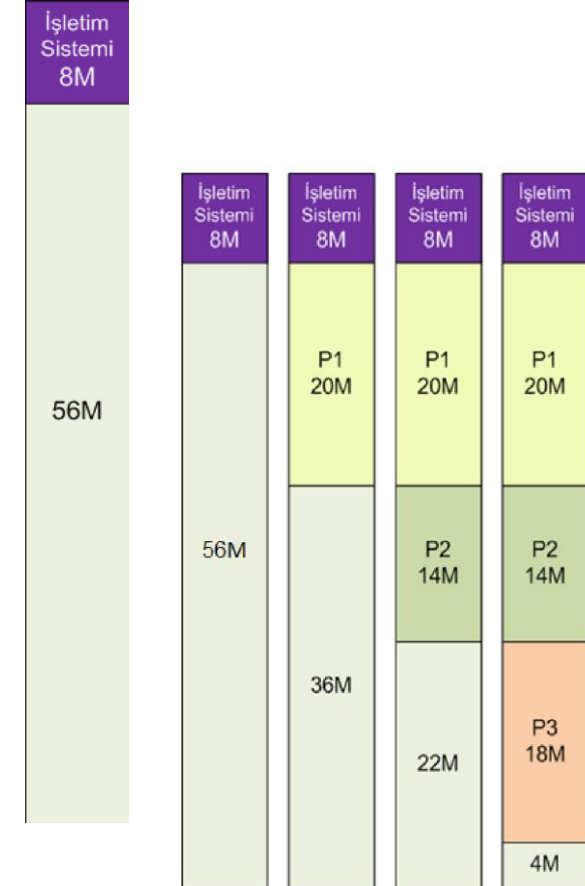 İşletim
Sistemi
8M
56M
İşletim
Sistemi
8M
56M
İşletim
Sistemi
8M
P1
20M
36M
İşletim
Sistemi
8M
P1
20M
P2
14M
22M
İşletim
Sistemi
8M
P1
20M
P2
14M
P3
18M
4M